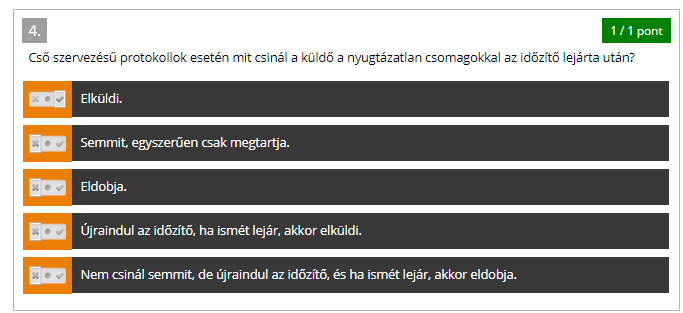 4.
1 / 1 pont
Cső szervezésű protokollok esetén mit csinál a küldő a nyugtázatlan csomagokkal az időzítő lejárta után?
Elküldi.
Semmit, egyszerűen csak megtartja.
Eldobja.
Újraindul az időzítő, ha ismét lejár, akkor elküldi.
Nem csinál semmit, de újraindul az időzítő, és ha ismét lejár, akkor eldobja.